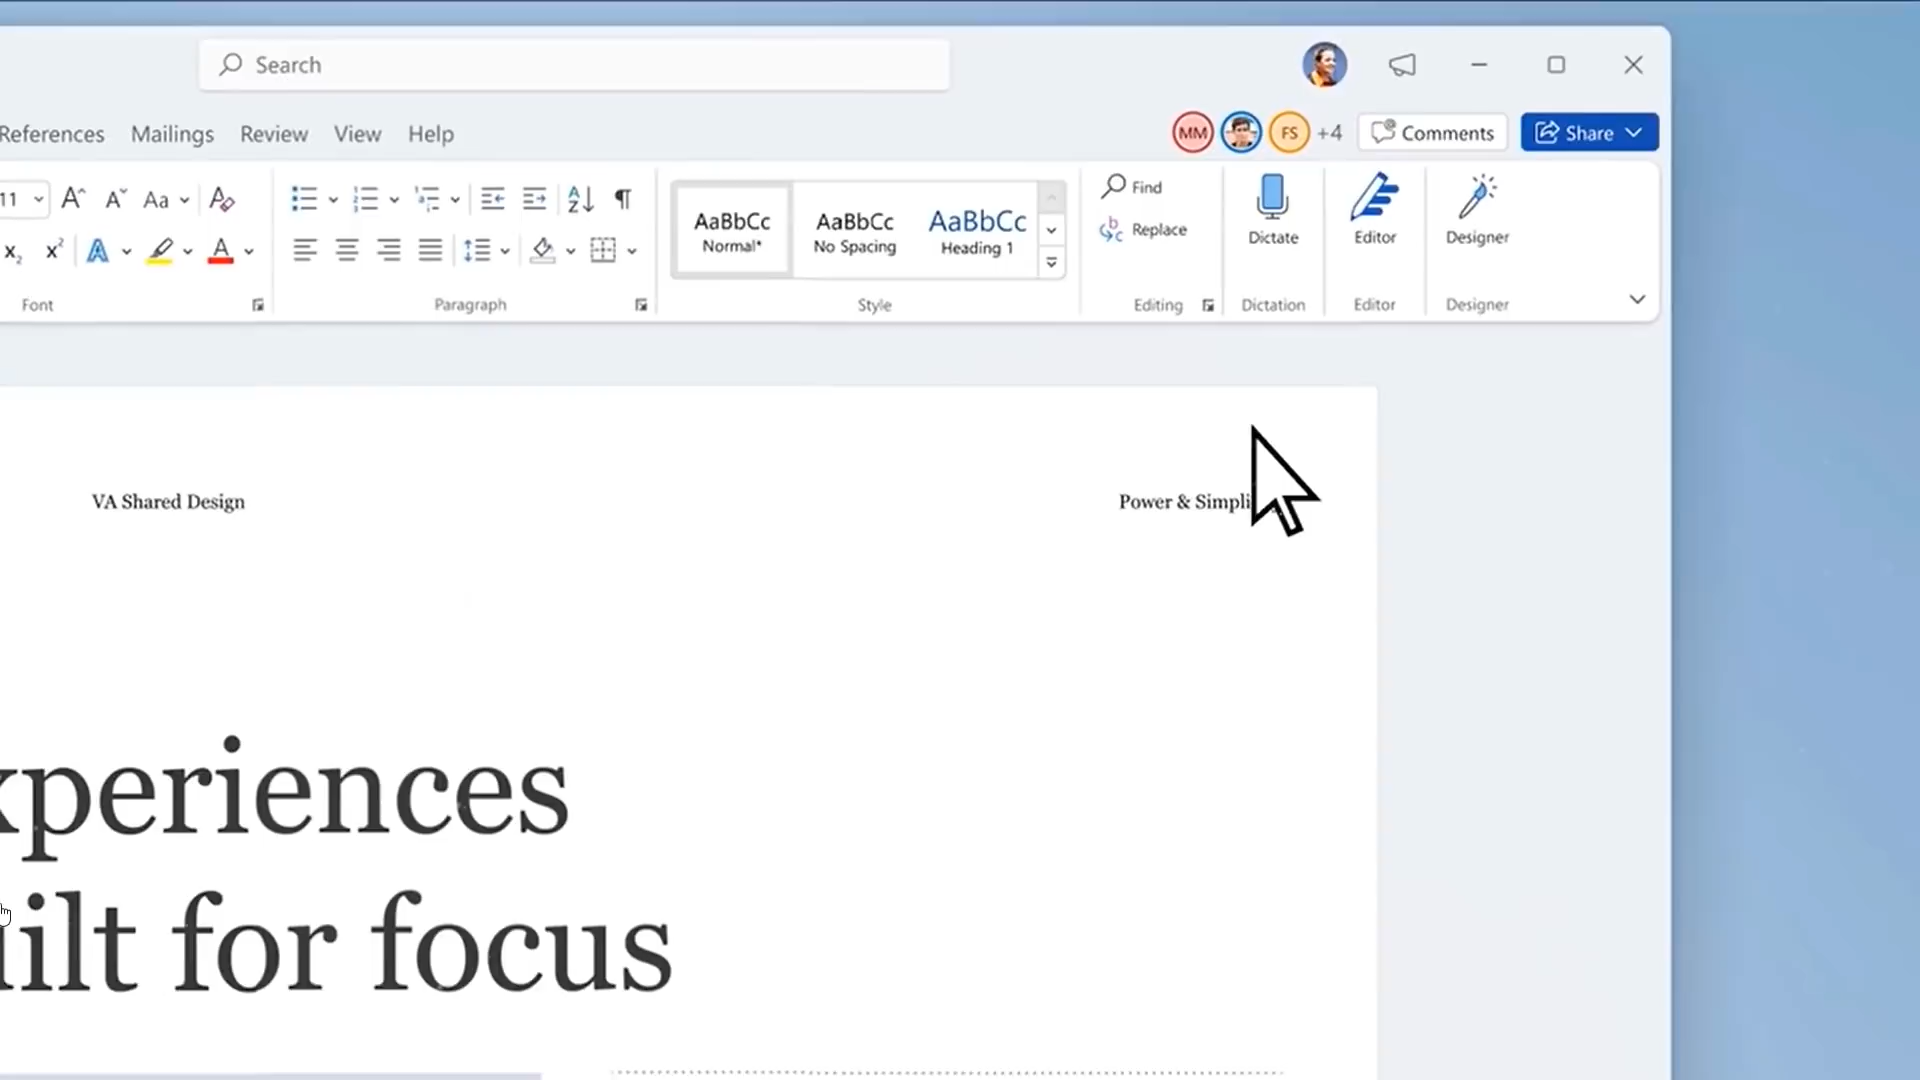 Search
References Mailings Review View Help
MM FS +4 Comments Share
11 Aa
AaBbCc AaBbCc AaBbCc
Normal* No Spacing Heading 1
Find
Replace
Dictate Editor Designer
Font Paragraph Style Editing Dictation Editor Designer
VA Shared Design
Power &
xperiences
uilt for focus